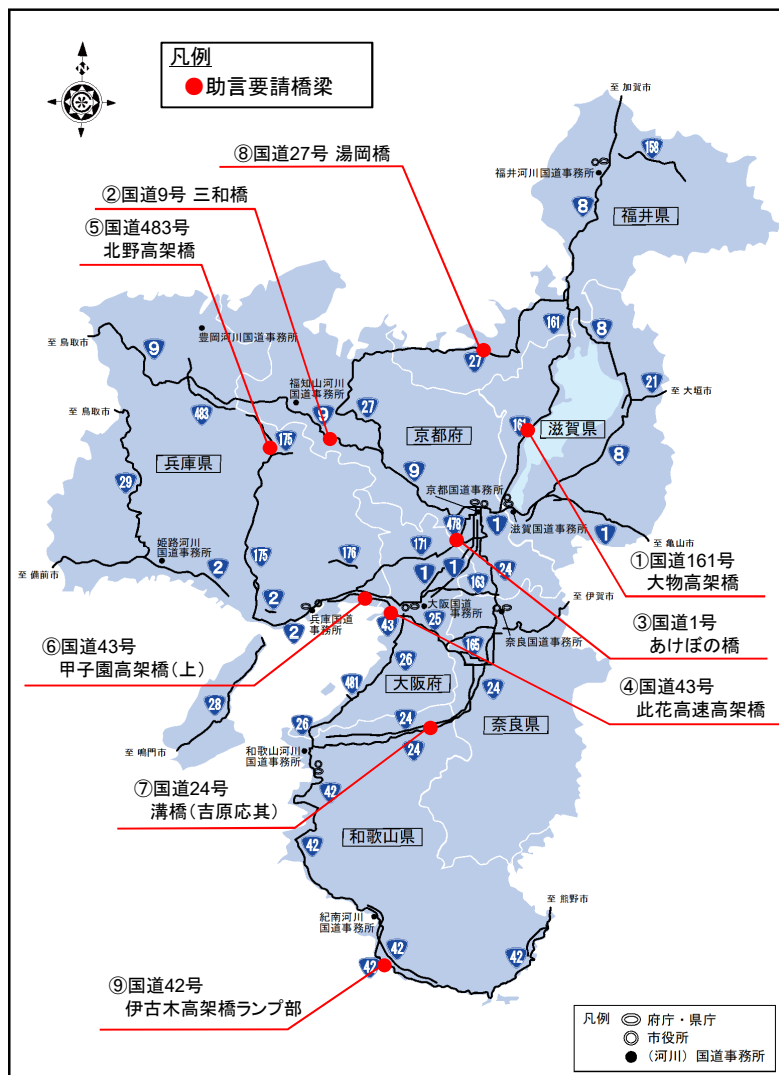 凡例
●助言要請橋梁
N
至 加賀市
⑧国道27号 湯岡橋
158
福井河川国道事務所
②国道9号 三和橋
8
福井県
⑤国道483号
北野高架橋
161
8
豊岡河川国道事務所
至 鳥取市
9
27
21
至 大垣市
福知山河川
国道事務所
至 鳥取市
483
9
27
175
京都府
161
滋賀県
兵庫県
9
8
29
京都国道事務所
478
1
滋賀国道事務所
1
至 亀山市
姫路河川
国道事務所
175
176
171
24
①国道161号
大物高架橋
至 備前市
2
1
1
163
2
大阪国道
事務所
至 伊賀市
兵庫国道
事務所
43
25
奈良国道事務所
③国道1号
あけぼの橋
2
⑥国道43号
甲子園高架橋(上)
165
26
481
大阪府
24
④国道43号
此花高速高架橋
28
奈良県
26
24
至 鳴門市
和歌山河川
国道事務所
24
⑦国道24号
溝橋(吉原応其)
42
和歌山県
42
至 熊野市
紀南河川
国道事務所
42
42
42
⑨国道42号
伊古木高架橋ランプ部
凡例
府庁・県庁
市役所
(河川)国道事務所